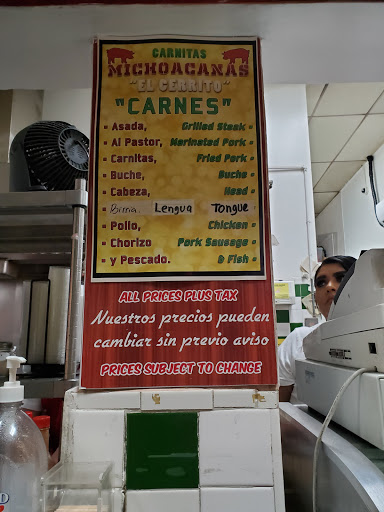 CARNITAS
MICHOACANAS
"EL CERRITO"
"CARNES"
• Asada, Grilled Steak •
• Al Pastor, Marinated Pork •
• Carnitas, Fried Pork •
• Buche, Buche •
• Cabeza, Head •
• Birria Lengua Tongue
• Pollo, Chicken •
• Chorizo Pork Sausage •
• y Pescado. & Fish •
ALL PRICES PLUS TAX
Nuestros precios pueden
cambiar sin previo aviso
PRICES SUBJECT TO CHANGE